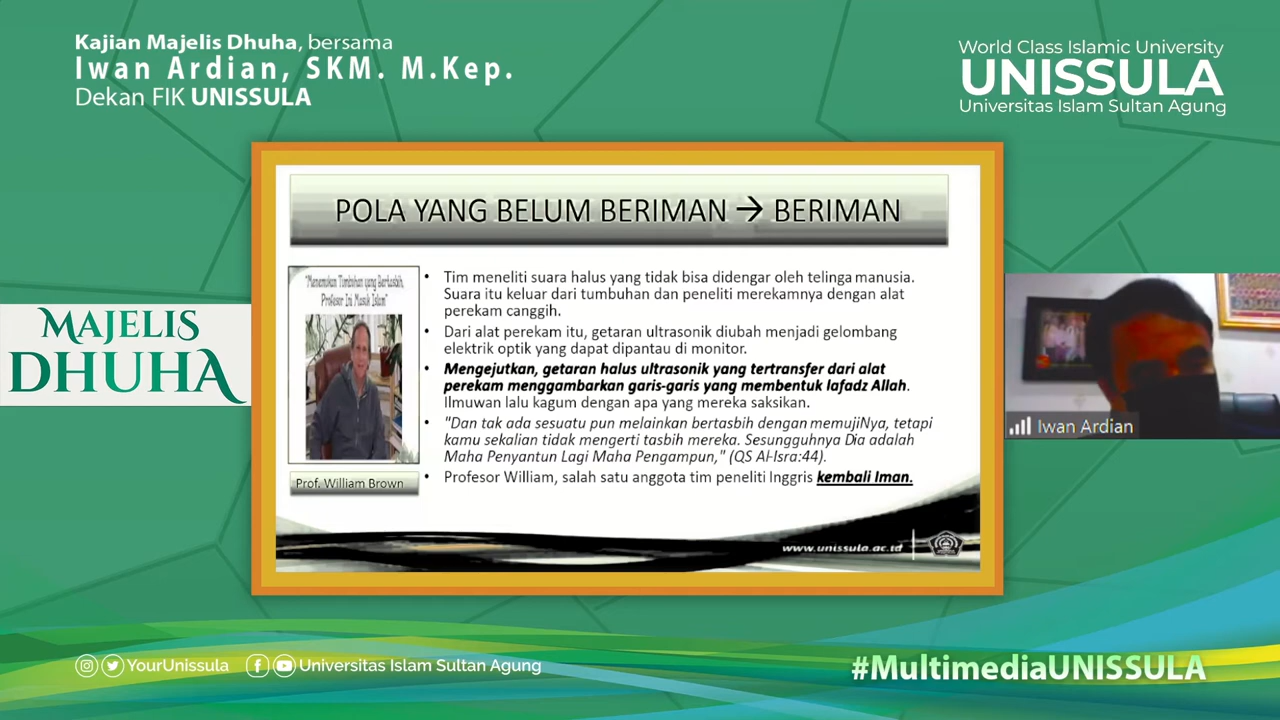 Kajian Majelis Dhuha, bersama
Iwan Ardian, SKM. M.Kep.
Dekan FIK UNISSULA
World Class Islamic University
UNISSULA
Universitas Islam Sultan Agung
POLA YANG BELUM BERIMAN → BERIMAN
"Menemukan Tumbuhan yang Bertasbih,
Profesor Ini Masuk Islam"
Prof. William Brown
• Tim meneliti suara halus yang tidak bisa didengar oleh telinga manusia.
Suara itu keluar dari tumbuhan dan peneliti merekamnya dengan alat
perekam canggih.
• Dari alat perekam itu, getaran ultrasonik diubah menjadi gelombang
elektrik optik yang dapat dipantau di monitor.
• Mengejutkan, getaran halus ultrasonik yang tertransfer dari alat
perekam menggambarkan garis-garis yang membentuk lafadz Allah.
Ilmuwan lalu kagum dengan apa yang mereka saksikan.
• "Dan tak ada sesuatu pun melainkan bertasbih dengan memujiNya, tetapi
kamu sekalian tidak mengerti tasbih mereka. Sesungguhnya Dia adalah
Maha Penyantun Lagi Maha Pengampun," (QS Al-Isra:44).
• Profesor William, salah satu anggota tim peneliti Inggris kembali Iman.
www.unissula.ac.id
MAJELIS
DHUHA
Iwan Ardian
YourUnissula
Universitas Islam Sultan Agung
#MultimediaUNISSULA